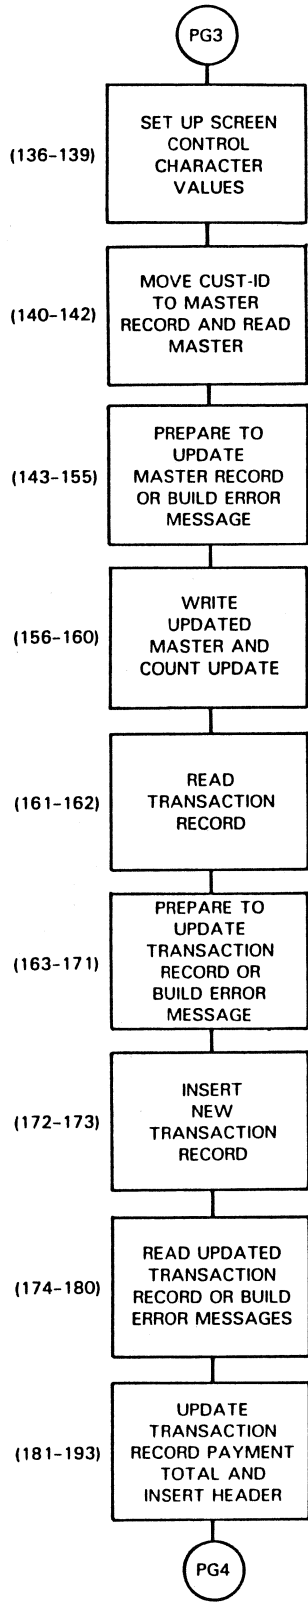 PG3
(136-139)
SET UP SCREEN
CONTROL
CHARACTER
VALUES
(140-142)
MOVE CUST-ID
TO MASTER
RECORD AND READ
MASTER
(143-155)
PREPARE TO
UPDATE
MASTER RECORD
OR BUILD ERROR
MESSAGE
(156-160)
WRITE
UPDATED
MASTER AND
COUNT UPDATE
(161-162)
READ
TRANSACTION
RECORD
(163-171)
PREPARE TO
UPDATE
TRANSACTION
RECORD OR
BUILD ERROR
MESSAGE
(172-173)
INSERT
NEW
TRANSACTION
RECORD
(174-180)
READ UPDATED
TRANSACTION
RECORD OR BUILD
ERROR MESSAGES
(181-193)
UPDATE
TRANSACTION
RECORD PAYMENT
TOTAL AND
INSERT HEADER
PG4